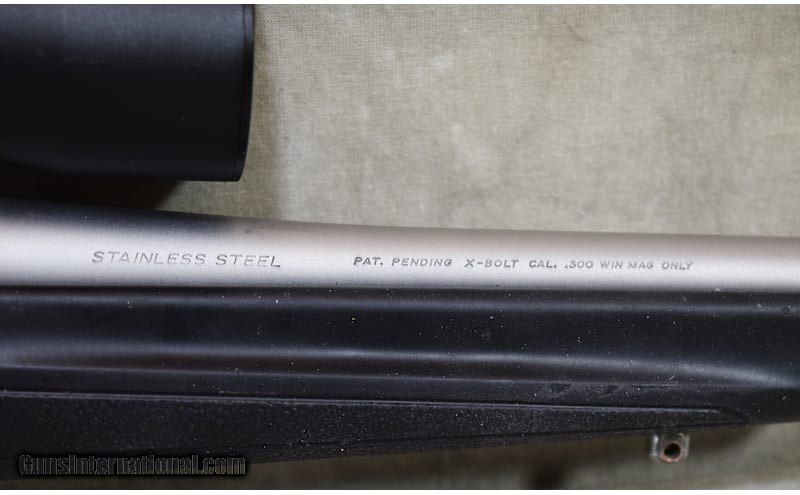 STAINLESS STEEL PAT. PENDING X-BOLT CAL. .300 WIN MAG ONLY
GunsInternational.com